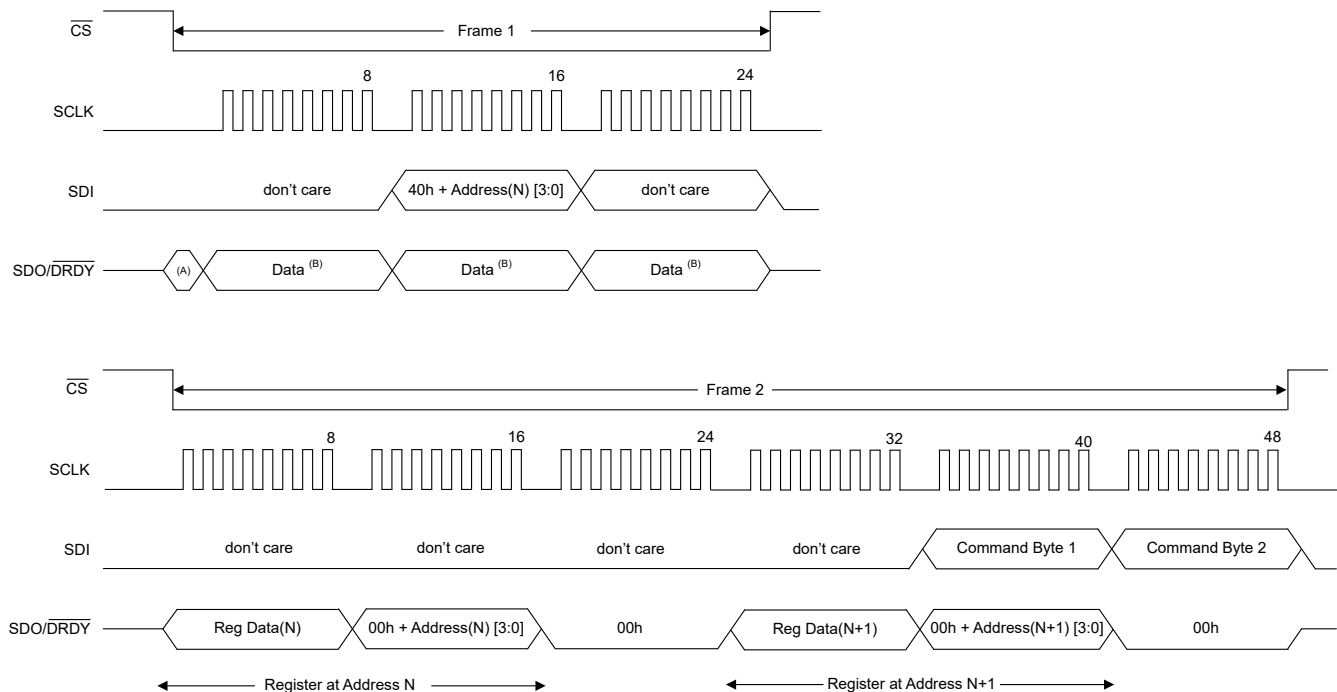 CS
Frame 1
8 16 24
SCLK
SDI don't care 40h + Address(N) [3:0] don't care
SDO/DRDY (A) Data (B) Data (B) Data (B)
CS
Frame 2
8 16 24 32 40 48
SCLK
SDI don't care don't care don't care don't care Command Byte 1 Command Byte 2
SDO/DRDY Reg Data(N) 00h + Address(N) [3:0] 00h Reg Data(N+1) 00h + Address(N+1) [3:0] 00h
Register at Address N Register at Address N+1